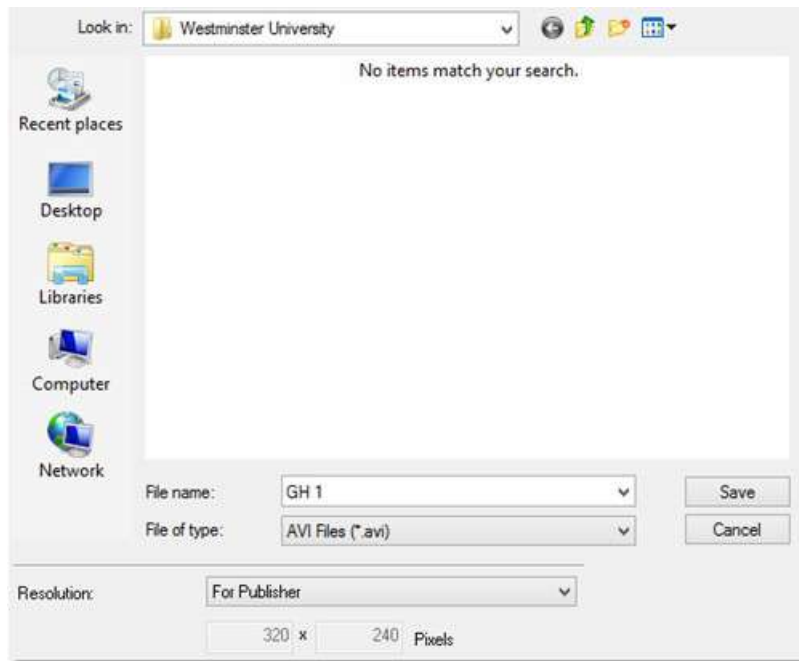 Look in: Westminster University
No items match your search.
Recent places
Desktop
Libraries
Computer
Network
File name: GH 1 Save
File of type: AVI Files (*.avi) Cancel
Resolution: For Publisher
320 x 240 Pixels